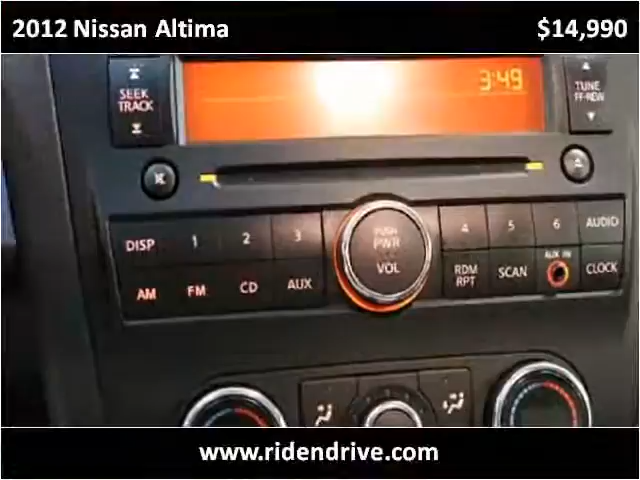 2012 Nissan Altima $14,990
SEEK
TRACK
3:49
TUNE
FF-REW
DISP 1 2 3
PUSH
PWR
VOL
4 5 6 AUDIO
AM FM CD AUX
RDM
RPT
SCAN
AUX IN
CLOCK
www.ridendrive.com